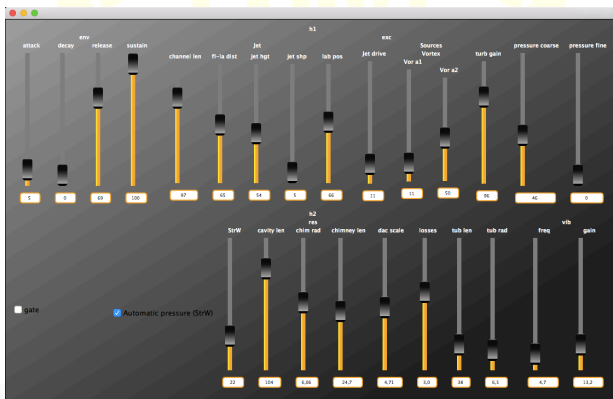 h1
env exc
attack decay release sustain Jet Sources pressure coarse pressure fine
channel len fl-la dist jet hgt jet shp lab pos Jet drive Vortex turb gain
Vor a1 Vor a2
5 0 69 100 87 65 54 5 66 11 11 50 96 46 0
h2
res vib
StrW cavity len chim rad chimney len dac scale losses tub len tub rad freq gain
gate Automatic pressure (StrW)
22 104 6,06 24,7 4,71 3,0 36 6,5 4,7 13,2